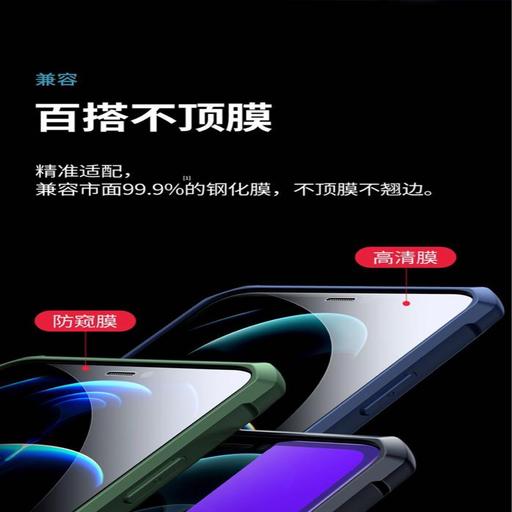 兼容
百搭不顶膜
精准适配，
[1]
兼容市面99.9%的钢化膜，不顶膜不翘边。
高清膜
防窥膜